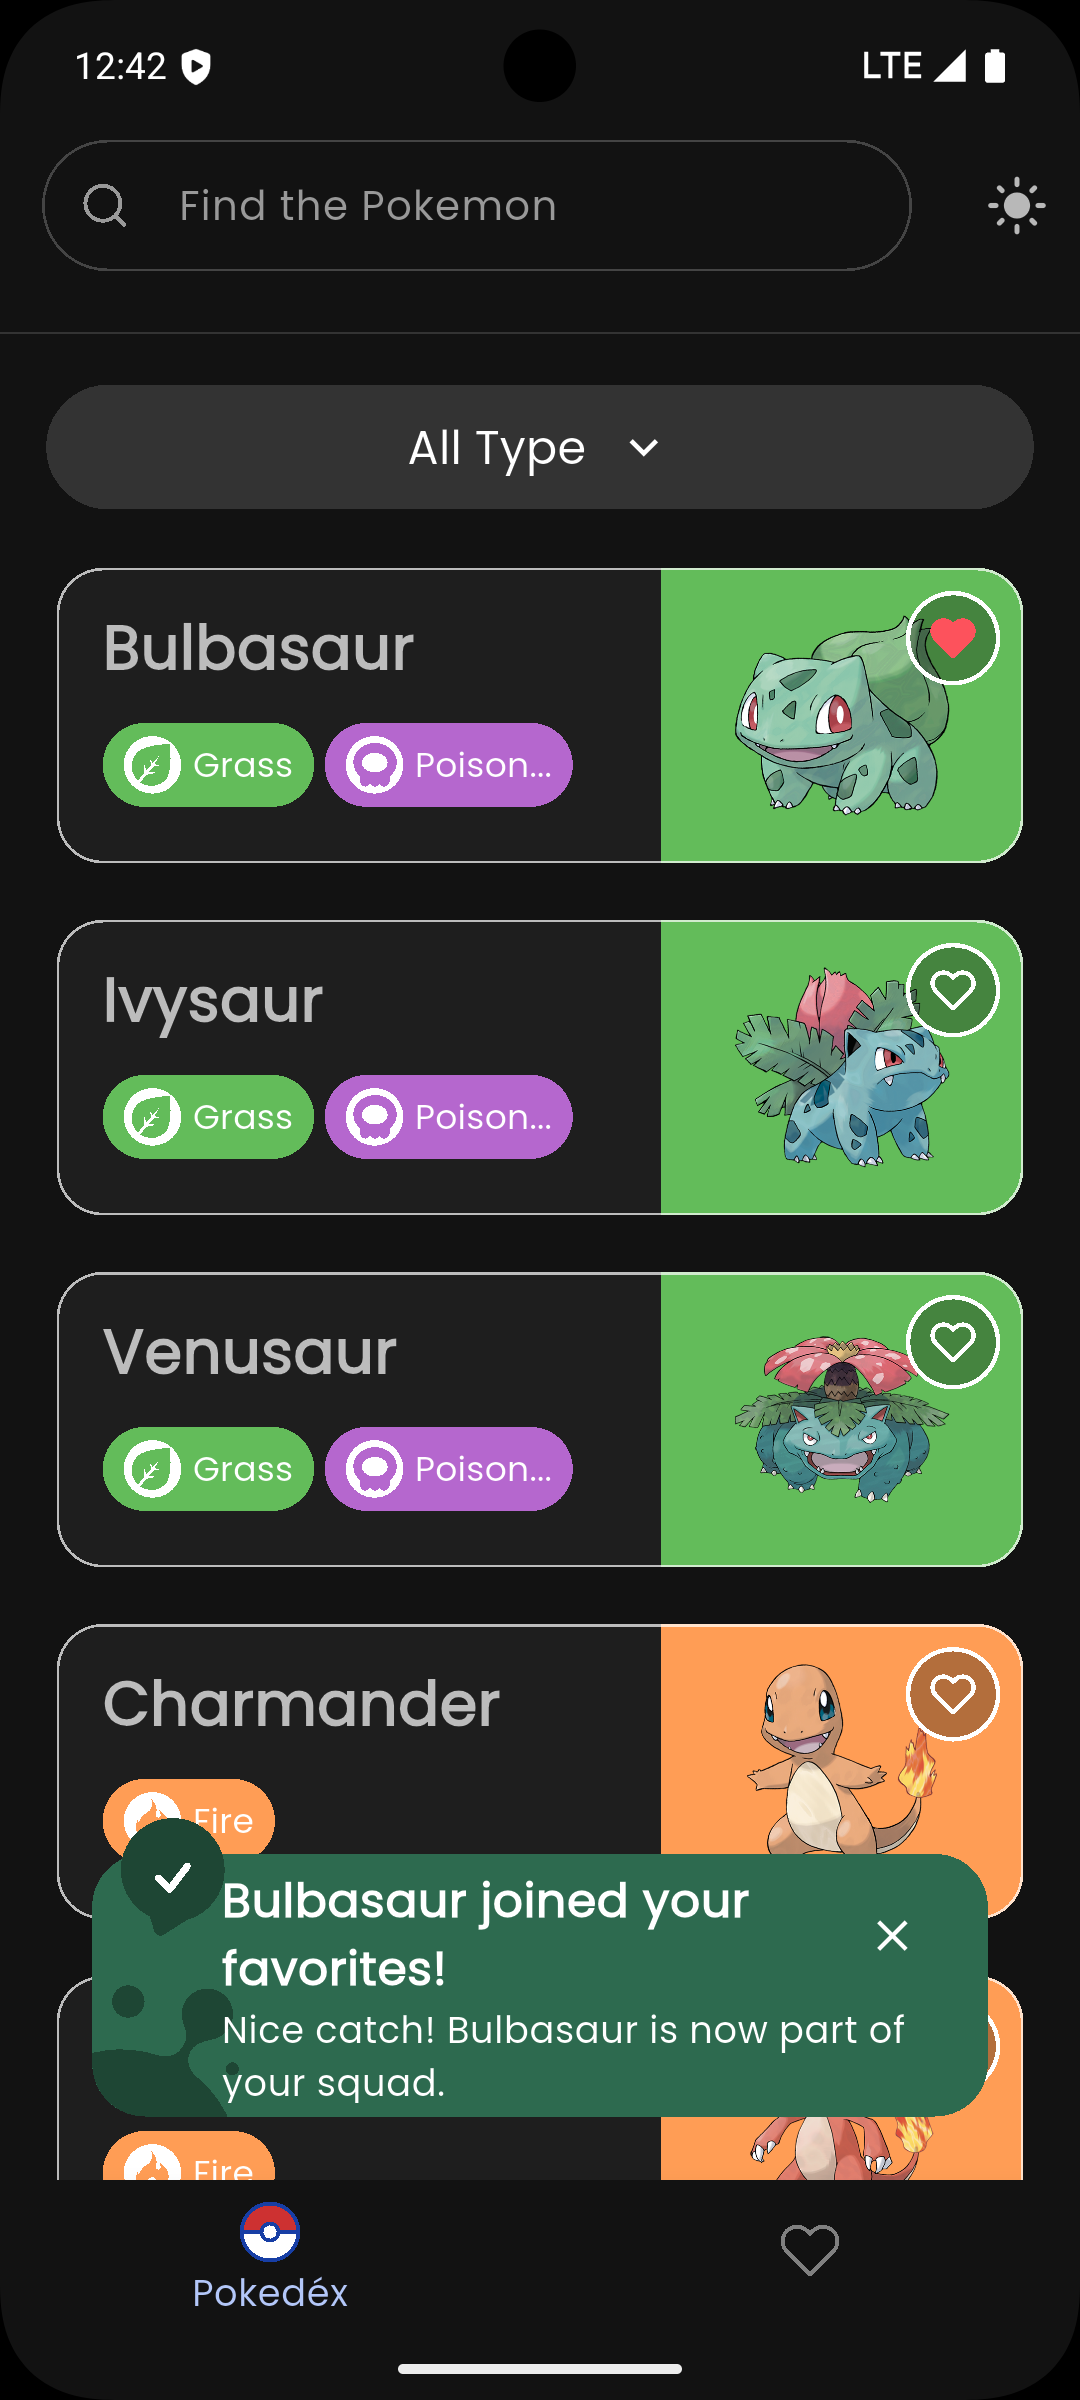 12:42
LTE
Find the Pokemon
All Type
Bulbasaur
Grass
Poison...
Ivysaur
Grass
Poison...
Venusaur
Grass
Poison...
Charmander
Fire
Bulbasaur joined your
favorites!
Nice catch! Bulbasaur is now part of
your squad.
Fire
Pokedéx